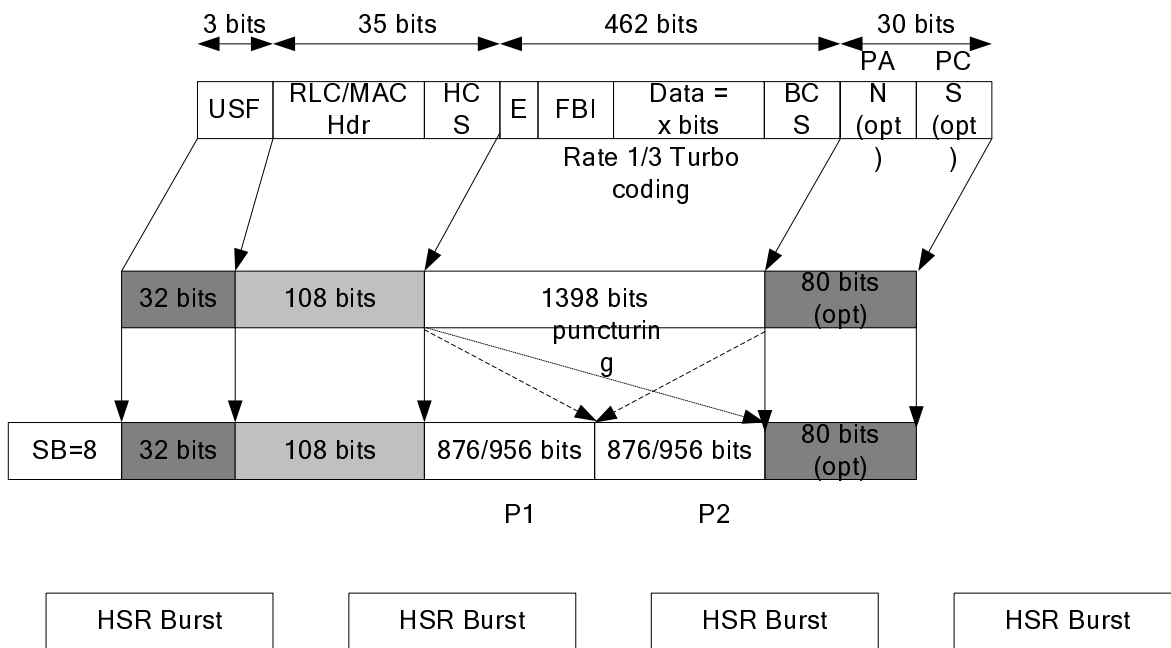 3 bits
35 bits
462 bits
30 bits
USF
RLC/MAC
Hdr
HC
S
E
FBI
Data =
x bits
BC
S
PA
N
(opt
)
PC
S
(opt
)
Rate 1/3 Turbo
coding
32 bits
108 bits
1398 bits
80 bits
(opt)
puncturin
g
SB=8
32 bits
108 bits
876/956 bits
876/956 bits
80 bits
(opt)
P1
P2
HSR Burst
HSR Burst
HSR Burst
HSR Burst